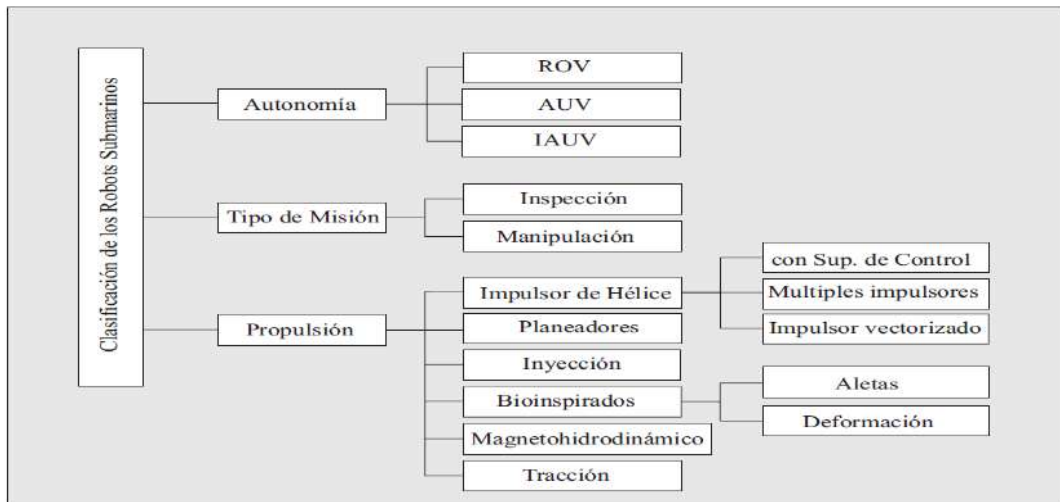 Clasificación de los Robots Submarinos
Autonomía
ROV
AUV
IAUV
Tipo de Misión
Inspección
Manipulación
Propulsión
Impulsor de Hélice
con Sup. de Control
Multiples impulsores
Impulsor vectorizado
Planeadores
Inyección
Bioinspirados
Aletas
Deformación
Magnetohidrodinámico
Tracción